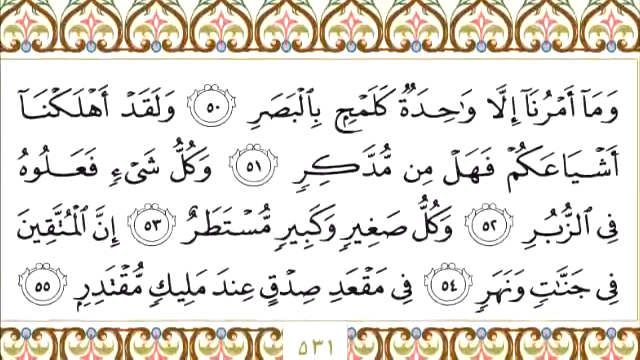 وَمَآ أَمْرُنَآ إِلَّا وَٰحِدَةٌ كَلَمْحٍۭ بِٱلْبَصَرِ ٥٠ وَلَقَدْ أَهْلَكْنَآ
أَشْيَاعَكُمْ فَهَلْ مِن مُّدَّكِرٍ ٥١ وَكُلُّ شَىْءٍ فَعَلُوهُ
فِى ٱلزُّبُرِ ٥٢ وَكُلُّ صَغِيرٍ وَكَبِيرٍ مُّسْتَطَرٌ ٥٣ إِنَّ ٱلْمُتَّقِينَ
فِى جَنَّٰتٍ وَنَهَرٍ ٥٤ فِى مَقْعَدِ صِدْقٍ عِندَ مَلِيكٍ مُّقْتَدِرٍۭ ٥٥
٥٣١